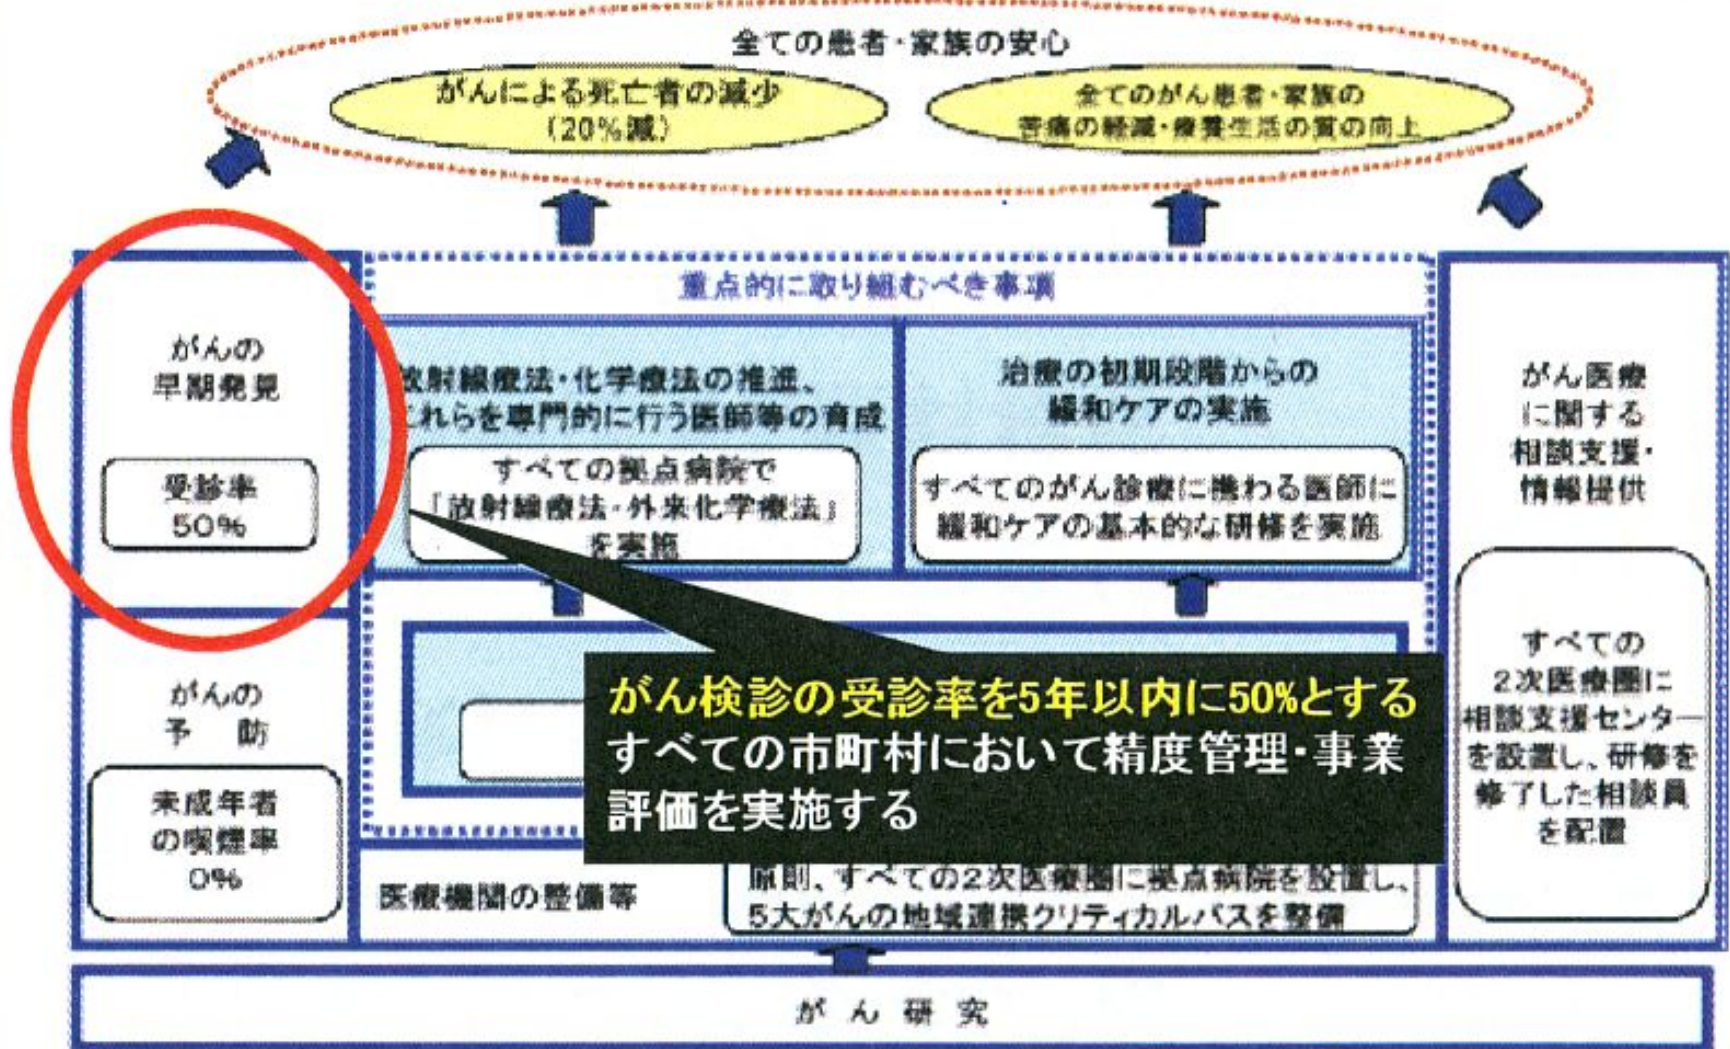 全ての患者・家族の安心
がんによる死亡者の減少
(20%減)
全てのがん患者・家族の
苦痛の軽減・療養生活の質の向上
重点的に取り組むべき事項
がんの
早期発見
受診率
50%
放射線療法・化学療法の推進、
これらを専門的に行う医師等の育成
すべての拠点病院で
「放射線療法・外来化学療法」
を実施
治療の初期段階からの
緩和ケアの実施
すべてのがん診療に携わる医師に
緩和ケアの基本的な研修を実施
がん医療
に関する
相談支援・
情報提供
すべての
2次医療圏に
相談支援センター
を設置し、研修を
修了した相談員
を配置
がんの
予 防
未成年者
の喫煙率
0%
がん検診の受診率を5年以内に50%とする
すべての市町村において精度管理・事業
評価を実施する
医療機関の整備等
原則、すべての2次医療圏に拠点病院を設置し、
5大がんの地域連携クリティカルパスを整備
がん研究